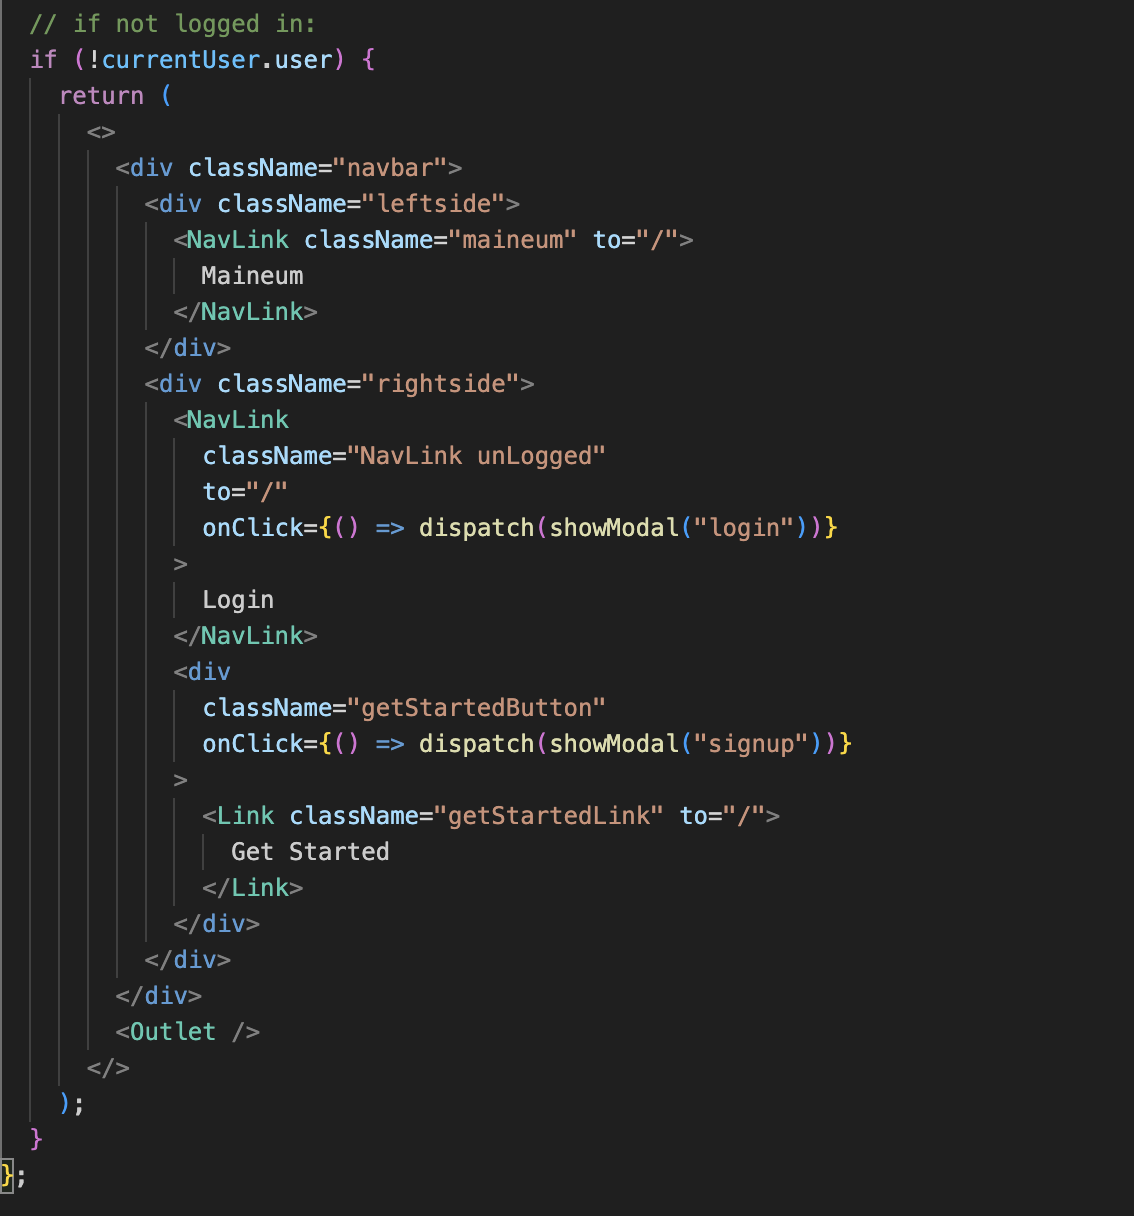 // if not logged in:
if (!currentUser.user) {
return (
<>
<div className="navbar">
<div className="leftside">
<NavLink className="maineum" to="/">
Maineum
</NavLink>
</div>
<div className="rightside">
<NavLink
className="NavLink unLogged"
to="/"
onClick={() => dispatch(showModal("login"))}
>
Login
</NavLink>
<div
className="getStartedButton"
onClick={() => dispatch(showModal("signup"))}
>
<Link className="getStartedLink" to="/">
Get Started
</Link>
</div>
</div>
</div>
<Outlet />
</>
);
}
};